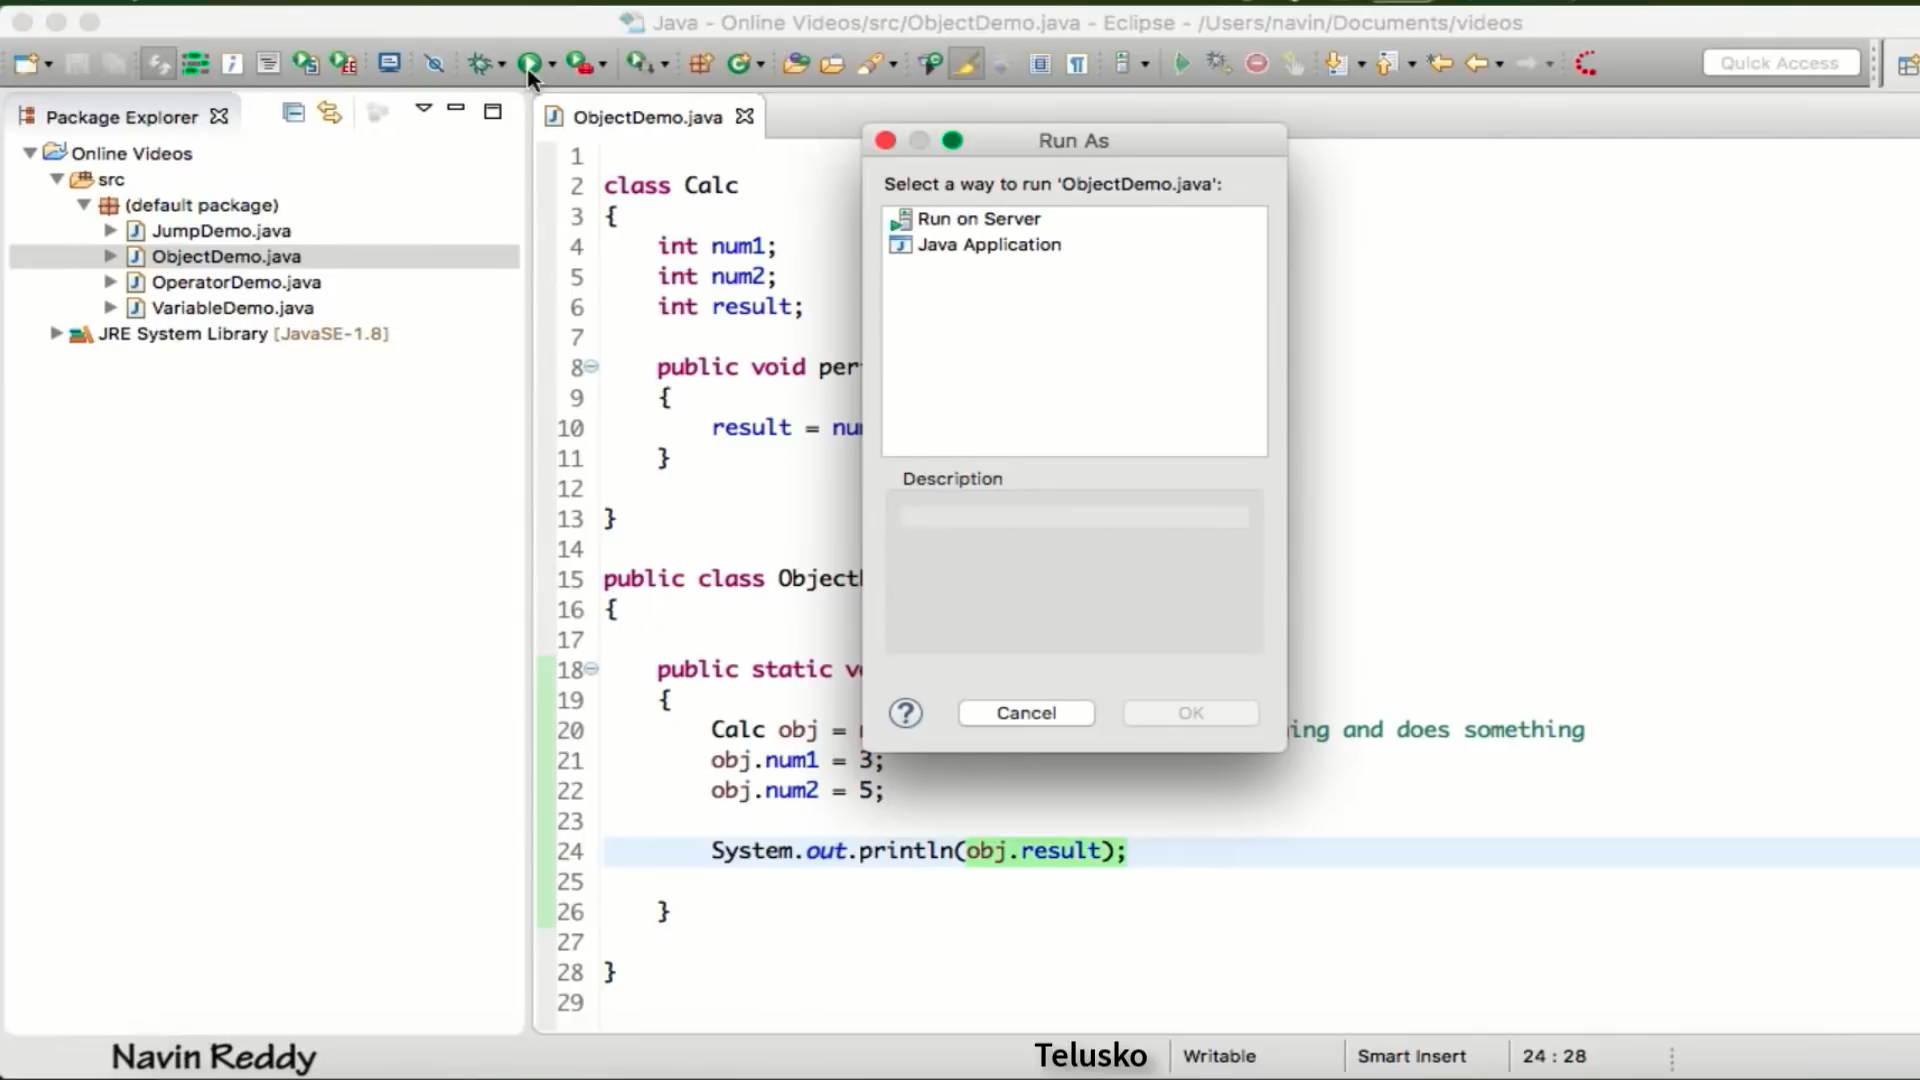 Java - Online Videos/src/ObjectDemo.java - Eclipse - /Users/navin/Documents/videos
Quick Access
Package Explorer
Online Videos
src
(default package)
JumpDemo.java
ObjectDemo.java
OperatorDemo.java
VariableDemo.java
JRE System Library [JavaSE-1.8]
ObjectDemo.java
1
2 class Calc
3 {
4 int num1;
5 int num2;
6 int result;
7
8 public void per
9 {
10 result = nu
11 }
12
13 }
14
15 public class Object
16 {
17
18 public static v
19 {
20 Calc obj = ing and does something
21 obj.num1 = 3;
22 obj.num2 = 5;
23
24 System.out.println(obj.result);
25
26 }
27
28 }
29
Run As
Select a way to run 'ObjectDemo.java':
Run on Server
Java Application
Description
?
Cancel
OK
Navin Reddy
Telusko
Writable
Smart Insert
24 : 28